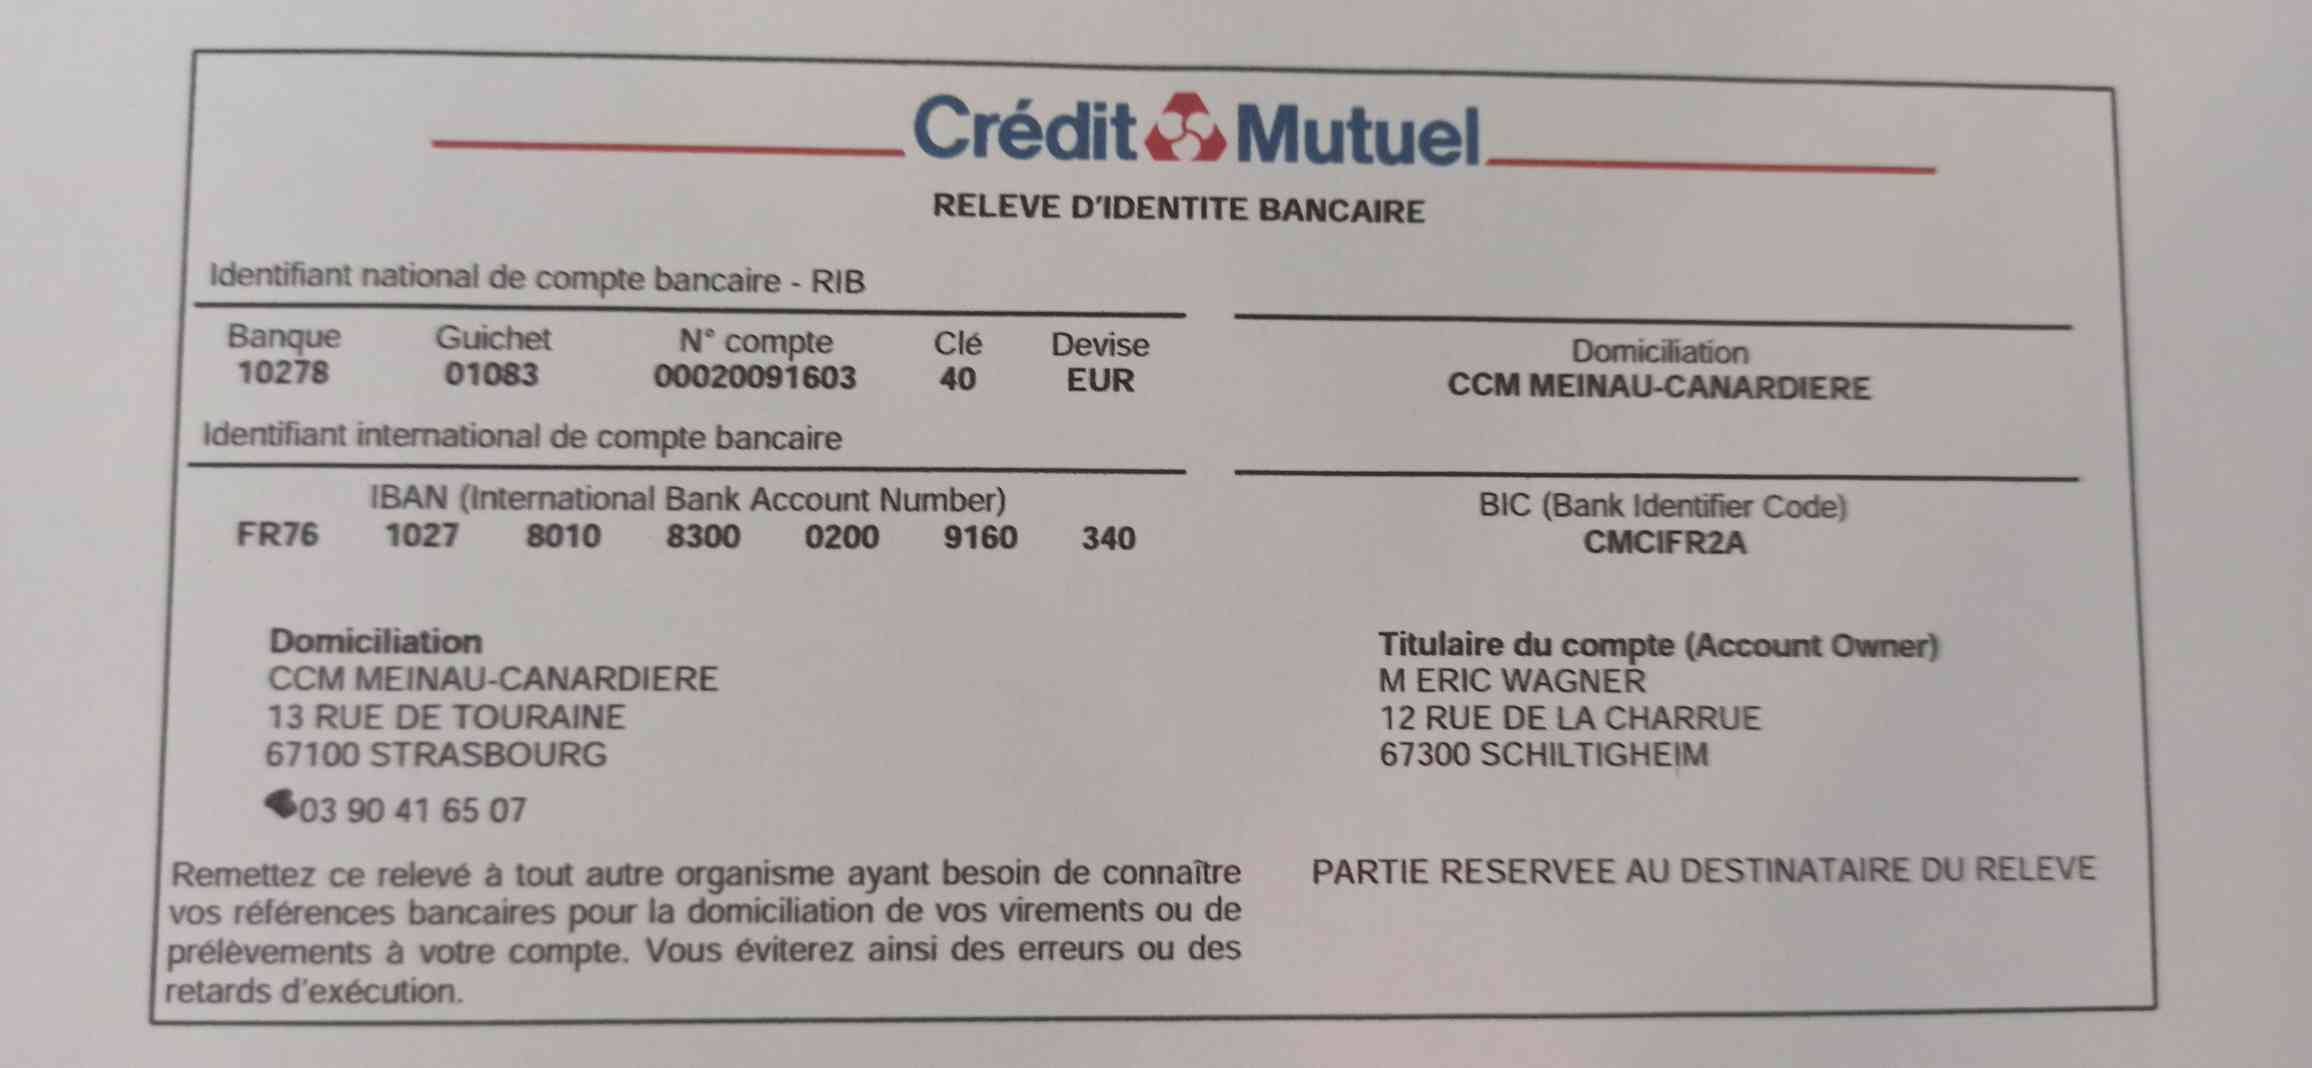 Crédit Mutuel
RELEVE D'IDENTITE BANCAIRE
Identifiant national de compte bancaire - RIB
Banque Guichet N° compte Clé Devise Domiciliation
10278 01083 00020091603 40 EUR CCM MEINAU-CANARDIERE
Identifiant international de compte bancaire
IBAN (International Bank Account Number) BIC (Bank Identifier Code)
FR76 1027 8010 8300 0200 9160 340 CMCIFR2A
Domiciliation
CCM MEINAU-CANARDIERE
13 RUE DE TOURAINE
67100 STRASBOURG
03 90 41 65 07
Titulaire du compte (Account Owner)
M ERIC WAGNER
12 RUE DE LA CHARRUE
67300 SCHILTIGHEIM
Remettez ce relevé à tout autre organisme ayant besoin de connaître
vos références bancaires pour la domiciliation de vos virements ou de
prélèvements à votre compte. Vous éviterez ainsi des erreurs ou des
retards d'exécution.
PARTIE RESERVEE AU DESTINATAIRE DU RELEVE